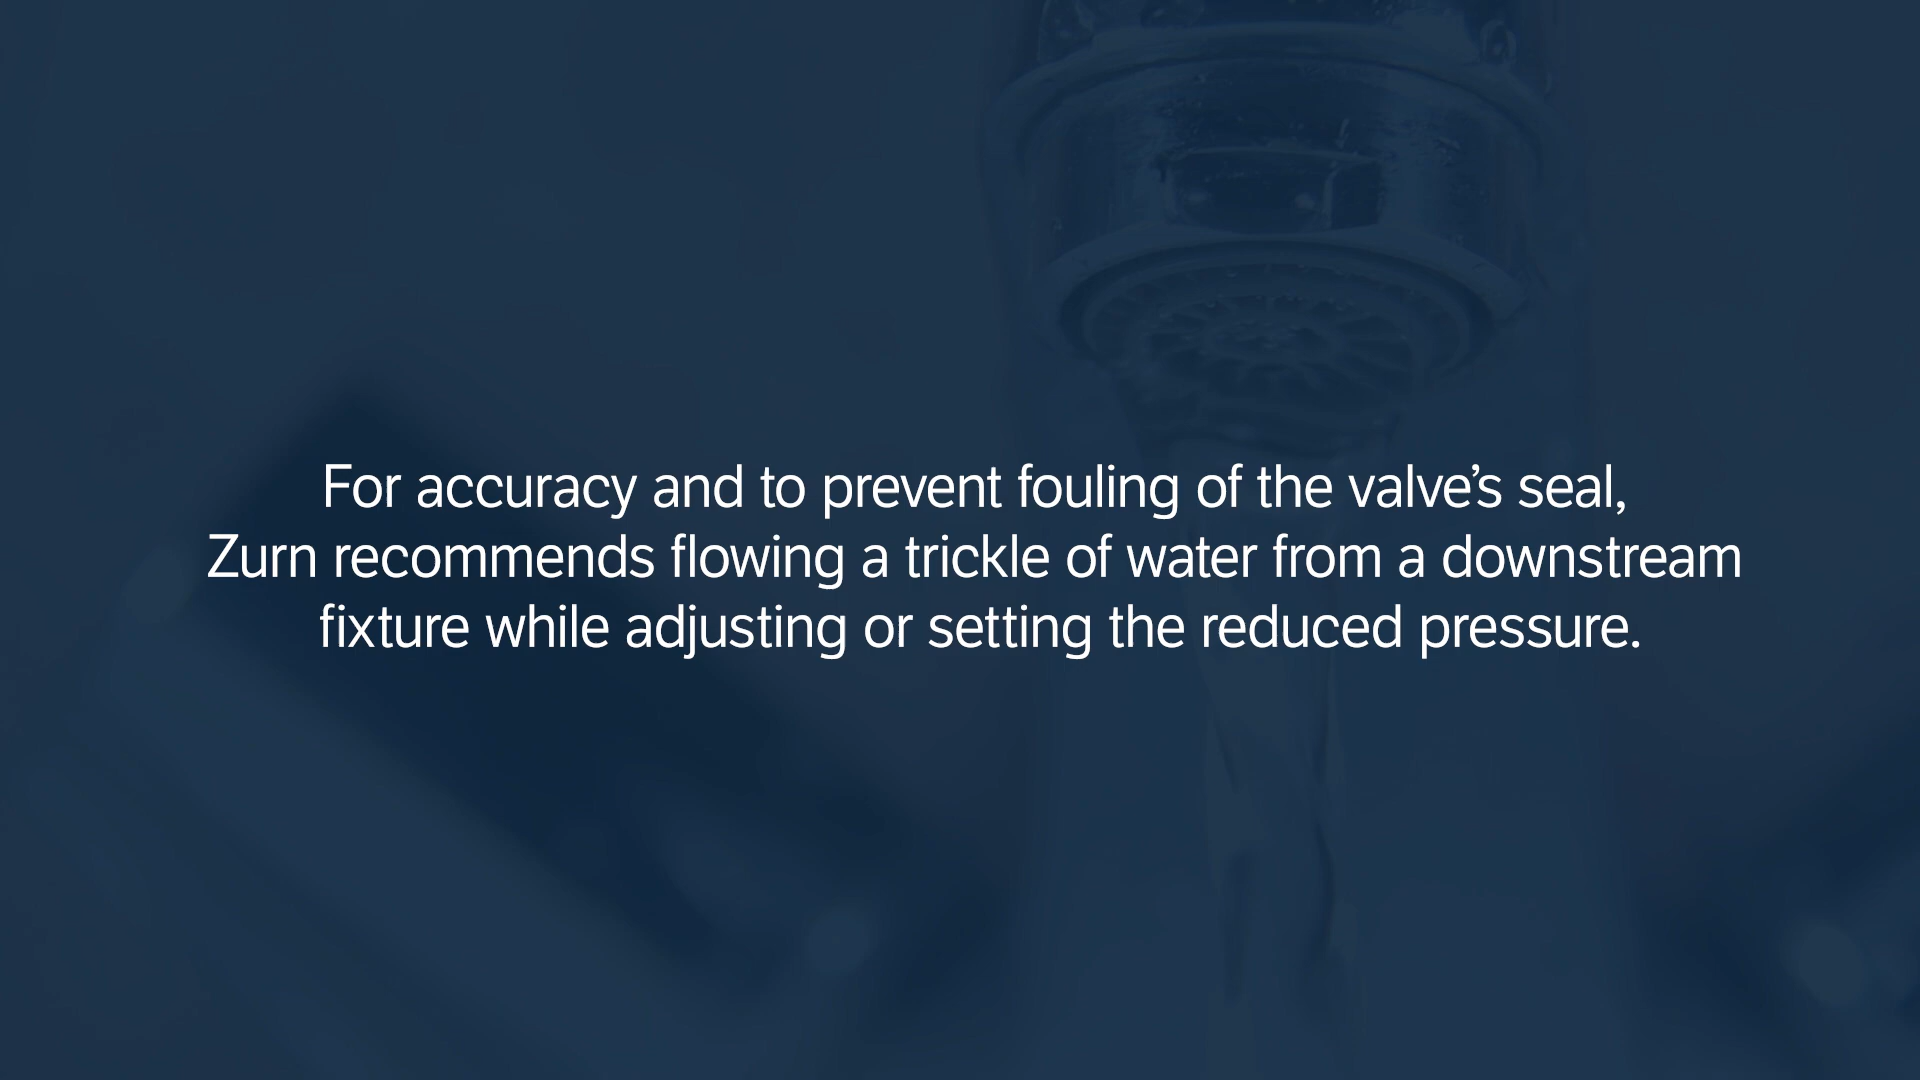 For accuracy and to prevent fouling of the valve’s seal,
Zurn recommends flowing a trickle of water from a downstream
fixture while adjusting or setting the reduced pressure.